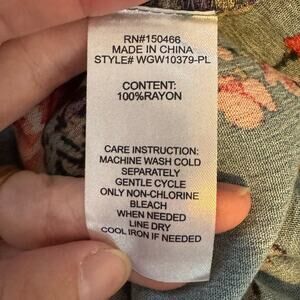 RN#150466
MADE IN CHINA
STYLE# WGW10379-PL
CONTENT:
100%RAYON
CARE INSTRUCTION:
MACHINE WASH COLD
SEPARATELY
GENTLE CYCLE
ONLY NON-CHLORINE
BLEACH
WHEN NEEDED
LINE DRY
COOL IRON IF NEEDED